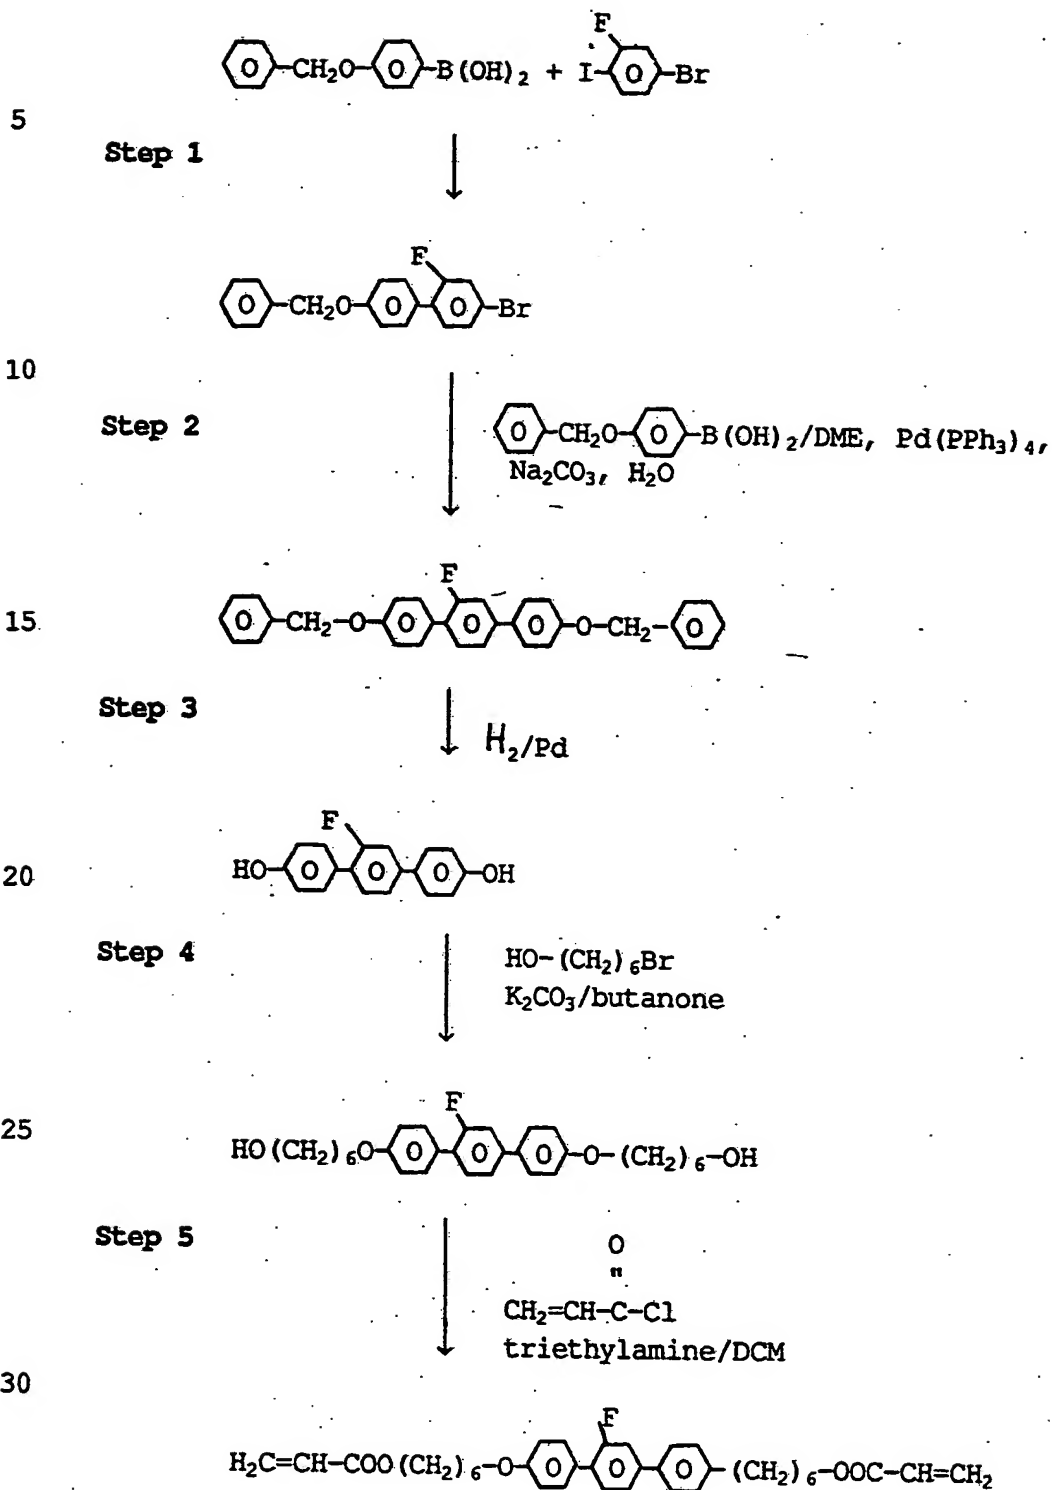 F
CH₂O B(OH)₂ + I Br
5
Step 1
F
CH₂O Br
10
Step 2
CH₂O B(OH)₂/DME, Pd(PPh₃)₄,
Na₂CO₃, H₂O
F
15 CH₂-O O-CH₂
Step 3
H₂/Pd
F
20 HO OH
Step 4
HO-(CH₂)₆Br
K₂CO₃/butanone
F
25
HO(CH₂)₆O O-(CH₂)₆-OH
Step 5
O
"
CH₂=CH-C-Cl
triethylamine/DCM
30
F
H₂C=CH-COO(CH₂)₆-O (CH₂)₆-OOC-CH=CH₂